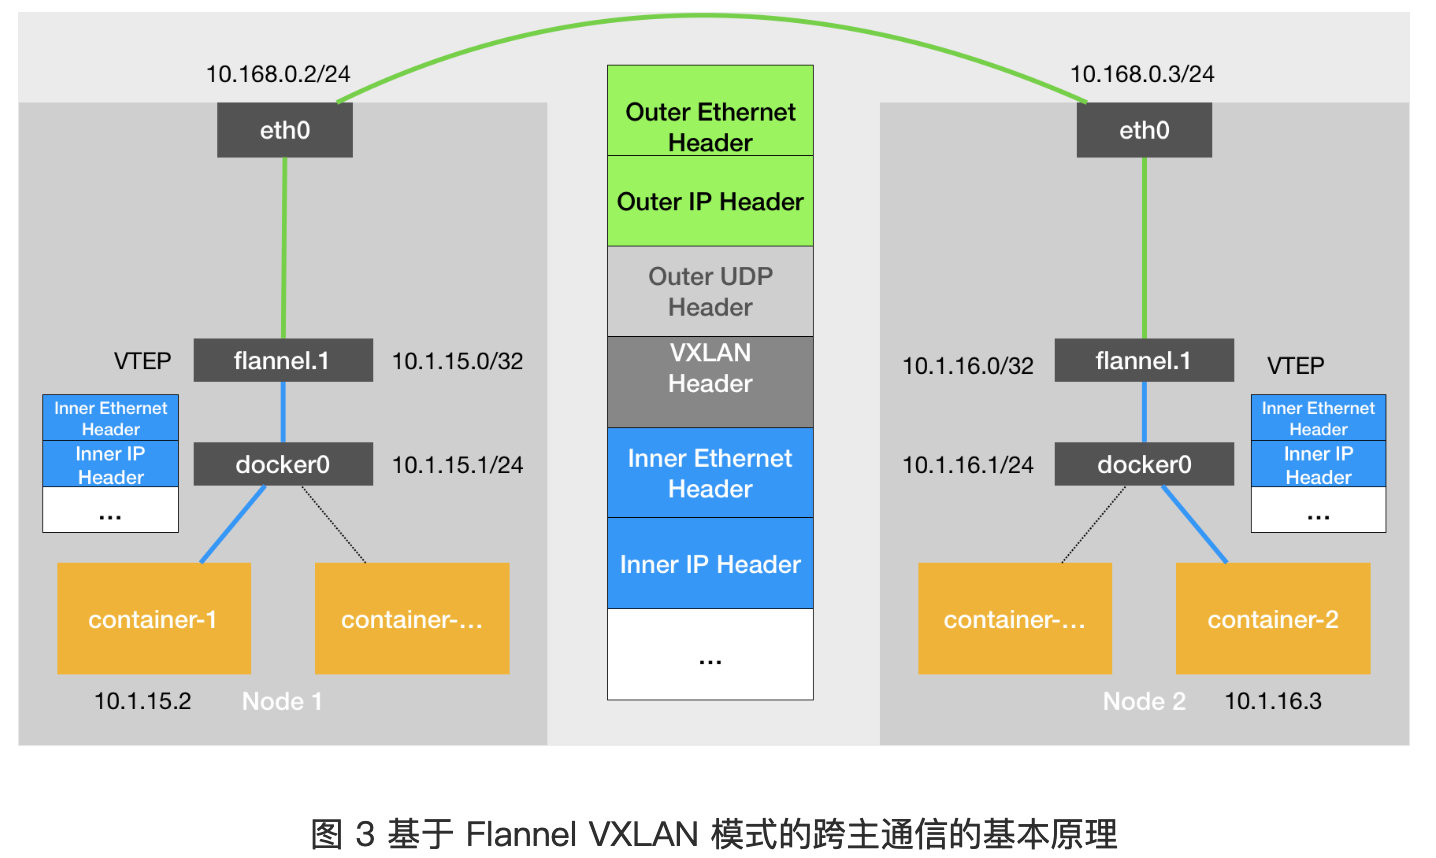 10.168.0.2/24
eth0
VTEP
flannel.1
10.1.15.0/32
Inner Ethernet
Header
Inner IP
Header
...
docker0
10.1.15.1/24
container-1
container-...
10.1.15.2
Node 1
Outer Ethernet
Header
Outer IP Header
Outer UDP
Header
VXLAN
Header
Inner Ethernet
Header
Inner IP Header
...
10.168.0.3/24
eth0
10.1.16.0/32
flannel.1
VTEP
10.1.16.1/24
docker0
Inner Ethernet
Header
Inner IP
Header
...
container-...
container-2
Node 2
10.1.16.3
图 3 基于 Flannel VXLAN 模式的跨主通信的基本原理